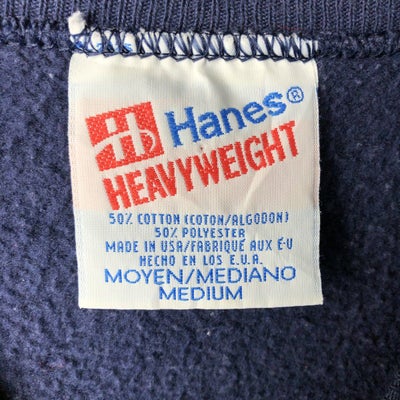 H Hanes®
HEAVYWEIGHT
50% COTTON (COTON/ALGODON)
50% POLYESTER
MADE IN USA/FABRIQUÉ AUX É·U
HECHO EN LOS E.U.A.
MOYEN/MEDIANO
MEDIUM